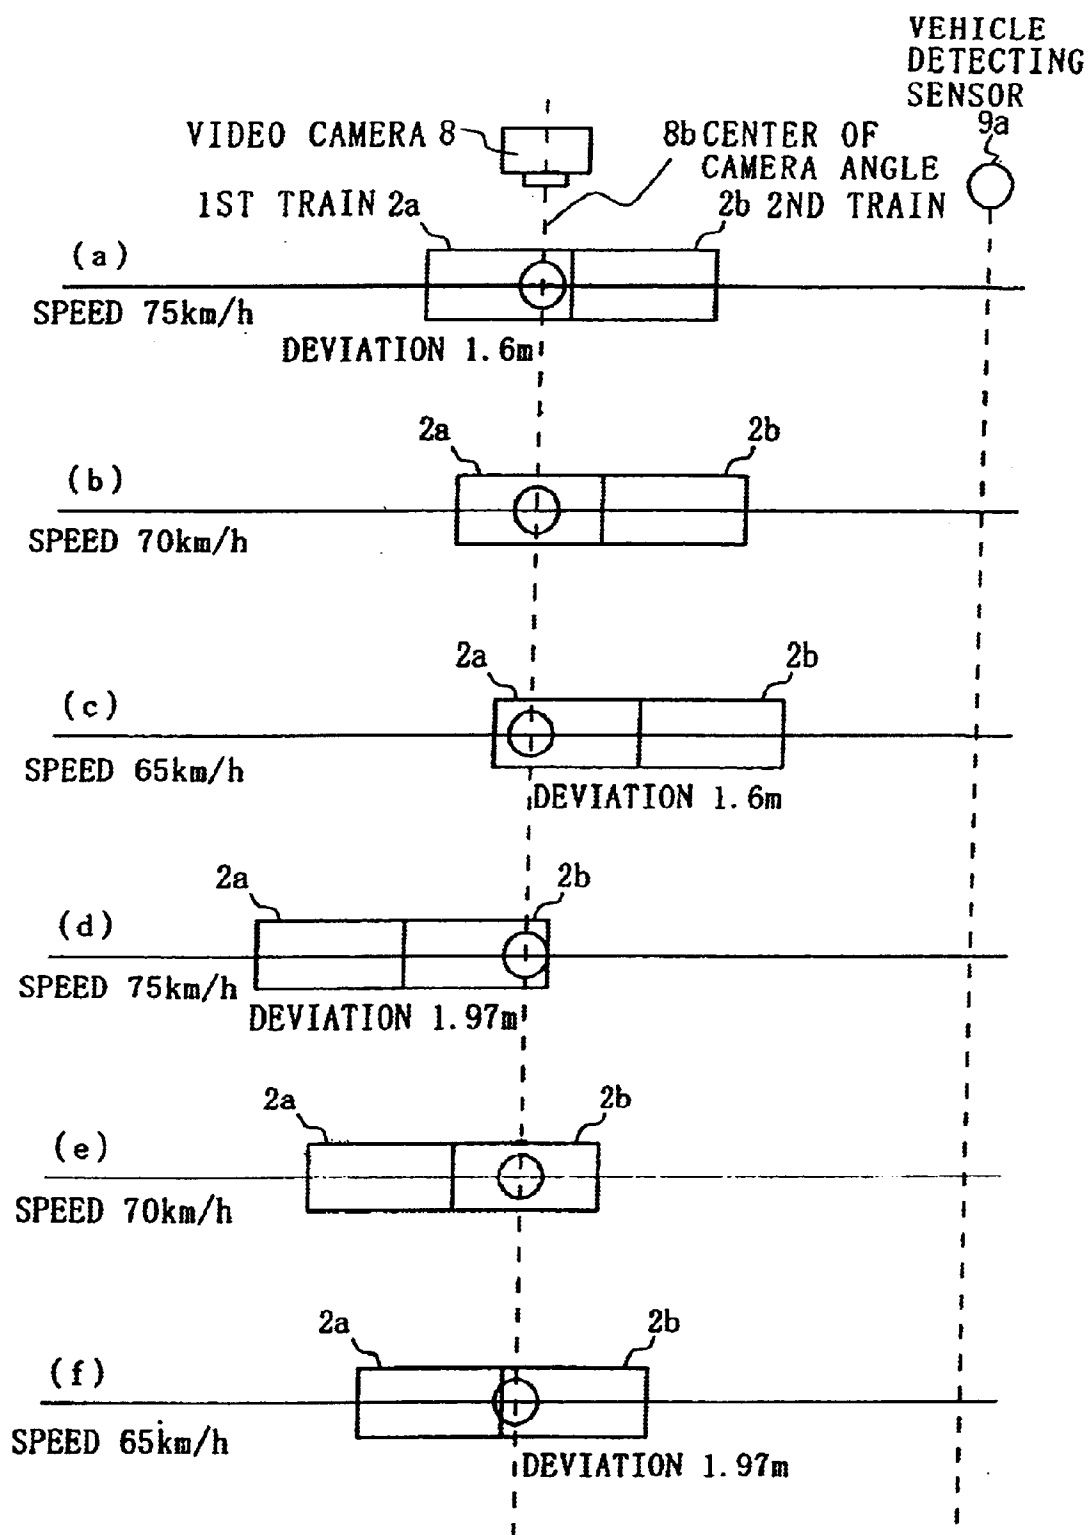 VEHICLE
DETECTING
SENSOR
9a
VIDEO CAMERA 8
8b CENTER OF
CAMERA ANGLE
1ST TRAIN 2a
2b 2ND TRAIN
(a)
SPEED 75km/h
DEVIATION 1.6m
2a
2b
(b)
SPEED 70km/h
2a
2b
(c)
SPEED 65km/h
DEVIATION 1.6m
2a
2b
(d)
SPEED 75km/h
DEVIATION 1.97m
2a
2b
(e)
SPEED 70km/h
2a
2b
(f)
SPEED 65km/h
DEVIATION 1.97m